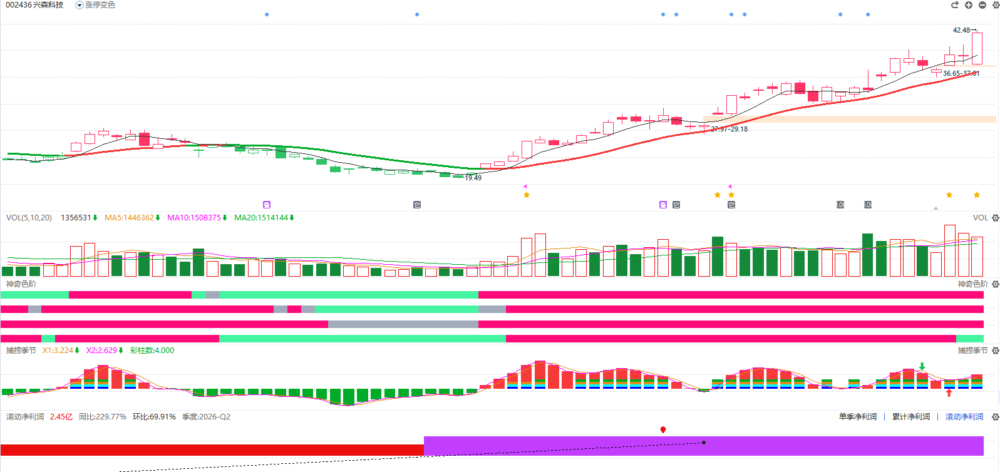 002436 兴森科技 涨停变色
42.48
36.65-37.01
27.97-29.18
19.49
VOL(5,10,20) 1356531 MA5:1446362 MA10:1508375 MA20:1514144 VOL
神奇色阶 神奇色阶
捕捞季节 X1:3.224 X2:2.629 彩柱数:4.000 捕捞季节
滚动净利润 2.45亿 同比:229.77% 环比:69.91% 季度:2026-Q2 单季净利润 | 累计净利润 | 滚动净利润